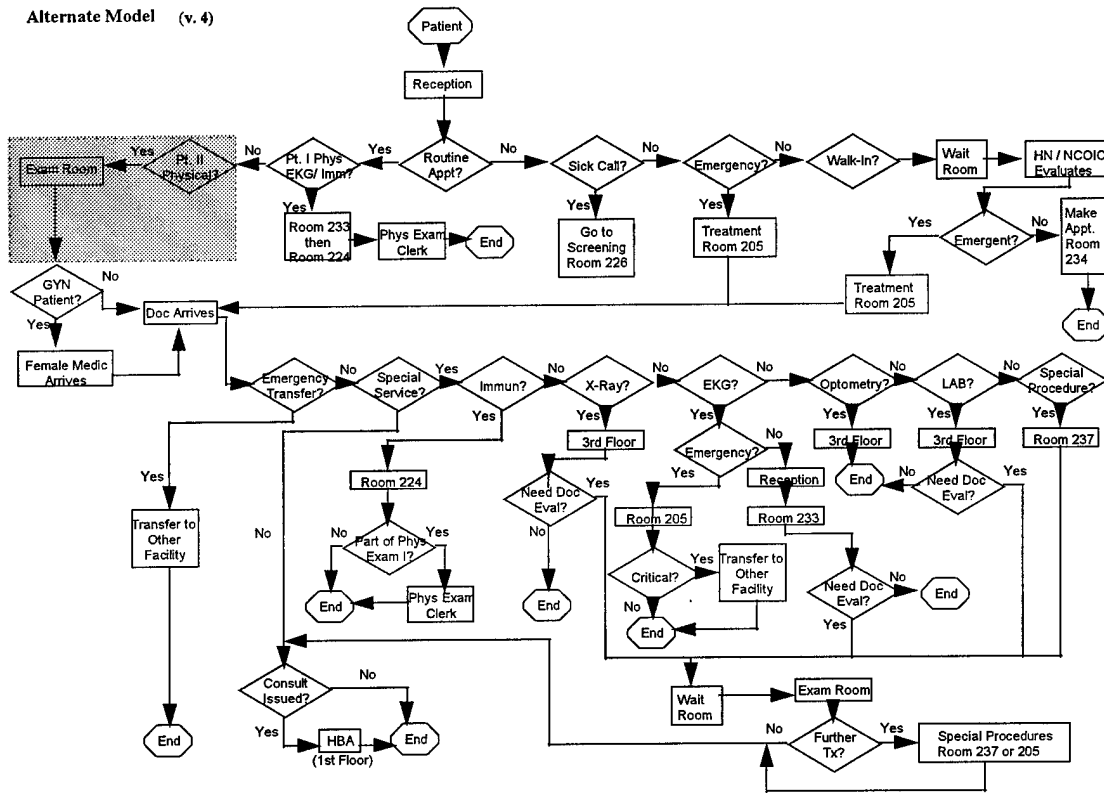 Alternate Model (v. 4)
Patient
Reception
Routine
Appt?
Yes
No
Pt. I Phys
EKG/ Imm?
No
Yes
Pt. II
Physical?
Yes
Exam Room
Room 233
then
Room 224
Phys Exam
Clerk
End
Sick Call?
No
Yes
Go to
Screening
Room 226
Emergency?
No
Yes
Treatment
Room 205
Walk-In?
Wait
Room
HN / NCOIC
Evaluates
Emergent?
Yes
No
Make
Appt.
Room
234
End
Treatment
Room 205
GYN
Patient?
No
Yes
Doc Arrives
Female Medic
Arrives
Emergency
Transfer?
No
Yes
Transfer to
Other
Facility
End
Special
Service?
Yes
No
Immun?
No
Yes
Room 224
Part of Phys
Exam I?
No
Yes
End
Phys Exam
Clerk
X-Ray?
No
Yes
3rd Floor
Need Doc
Eval?
Yes
No
End
EKG?
No
Yes
Emergency?
No
Yes
Reception
Room 205
Room 233
Critical?
Yes
No
Transfer to
Other
Facility
End
Need Doc
Eval?
No
Yes
End
Optometry?
No
Yes
3rd Floor
End
LAB?
No
Yes
3rd Floor
Need Doc
Eval?
No
Yes
Special
Procedure?
Yes
Room 237
Consult
Issued?
No
Yes
HBA
(1st Floor)
End
Wait
Room
Exam Room
Further
Tx?
No
Yes
Special Procedures
Room 237 or 205